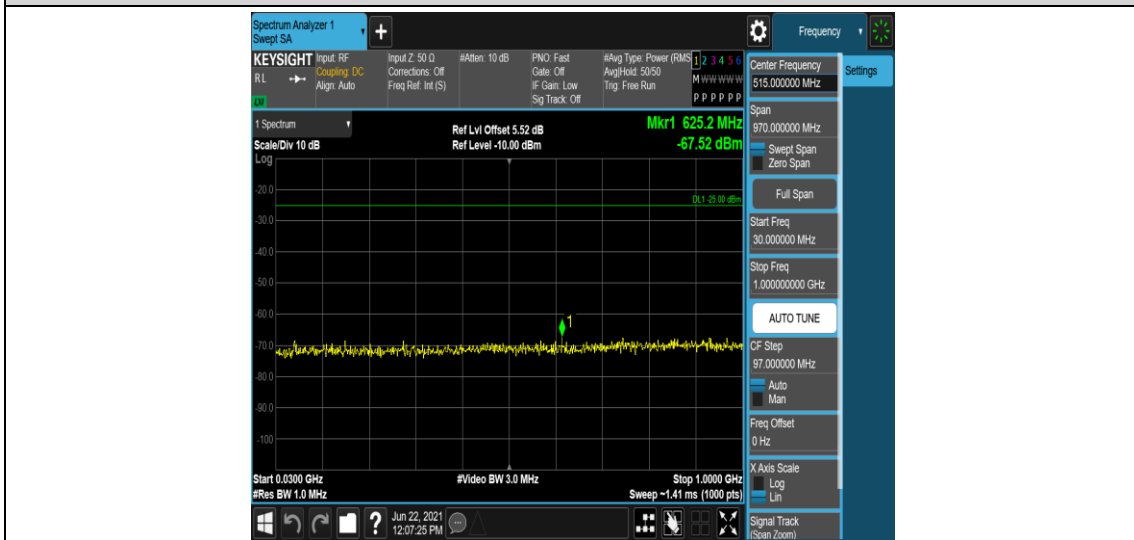 Spectrum Analyzer 1
Swept SA
Frequency
KEYSIGHT
RL
Input: RF
Coupling: DC
Align: Auto
Input Z: 50 Ω
Corrections: Off
Freq Ref: Int (S)
#Atten: 10 dB
PNO: Fast
Gate: Off
IF Gain: Low
Sig Track: Off
#Avg Type: Power (RMS
Avg|Hold: 50/50
Trig: Free Run
1 2 3 4 5 6
M W W W W W
P P P P P P
1 Spectrum
Scale/Div 10 dB
Log
Ref Lvl Offset 5.52 dB
Ref Level -10.00 dBm
Mkr1 625.2 MHz
-67.52 dBm
DL1 -25.00 dBm
-20.0
-30.0
-40.0
-50.0
-60.0
-70.0
-80.0
-90.0
-100
1
Start 0.0300 GHz
#Res BW 1.0 MHz
#Video BW 3.0 MHz
Stop 1.0000 GHz
Sweep ~1.41 ms (1000 pts)
Jun 22, 2021
12:07:25 PM
Settings
Center Frequency
515.000000 MHz
Span
970.000000 MHz
Swept Span
Zero Span
Full Span
Start Freq
30.000000 MHz
Stop Freq
1.000000000 GHz
AUTO TUNE
CF Step
97.000000 MHz
Auto
Man
Freq Offset
0 Hz
X Axis Scale
Log
Lin
Signal Track
(Span Zoom)